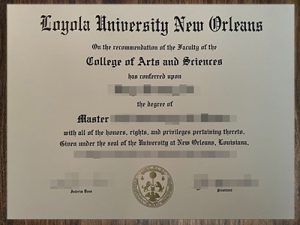 Loyola University New Orleans
On the recommendation of the Faculty of the
College of Arts and Sciences
has conferred upon
the degree of
Master
with all of the honors, rights, and privileges pertaining thereto.
Given under the seal of the University at New Orleans, Louisiana,
President